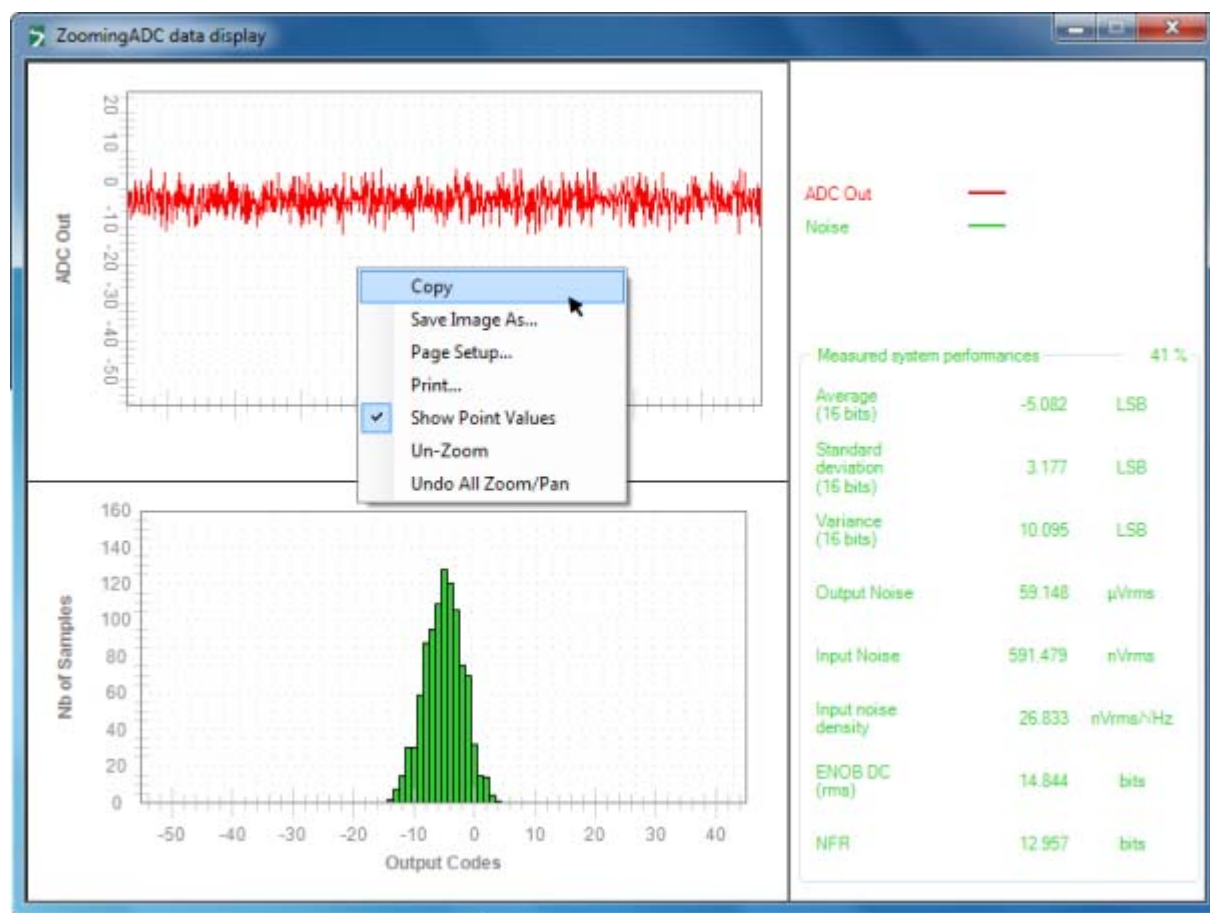 ZoomingADC data display
20
10
0
-10
-20
-30
-40
-50
ADC Out
Copy
Save Image As...
Page Setup...
Print...
Show Point Values
Un-Zoom
Undo All Zoom/Pan
160
140
120
100
80
60
40
20
0
Nb of Samples
-50 -40 -30 -20 -10 0 10 20 30 40
Output Codes
ADC Out
Noise
Measured system performances 41 %
Average
(16 bits) -5.082 LSB
Standard
deviation
(16 bits) 3.177 LSB
Variance
(16 bits) 10.095 LSB
Output Noise 59.148 µVrms
Input Noise 591.479 nVrms
Input noise
density 26.833 nVrms/√Hz
ENOB DC
(rms) 14.844 bits
NFR 12.957 bits